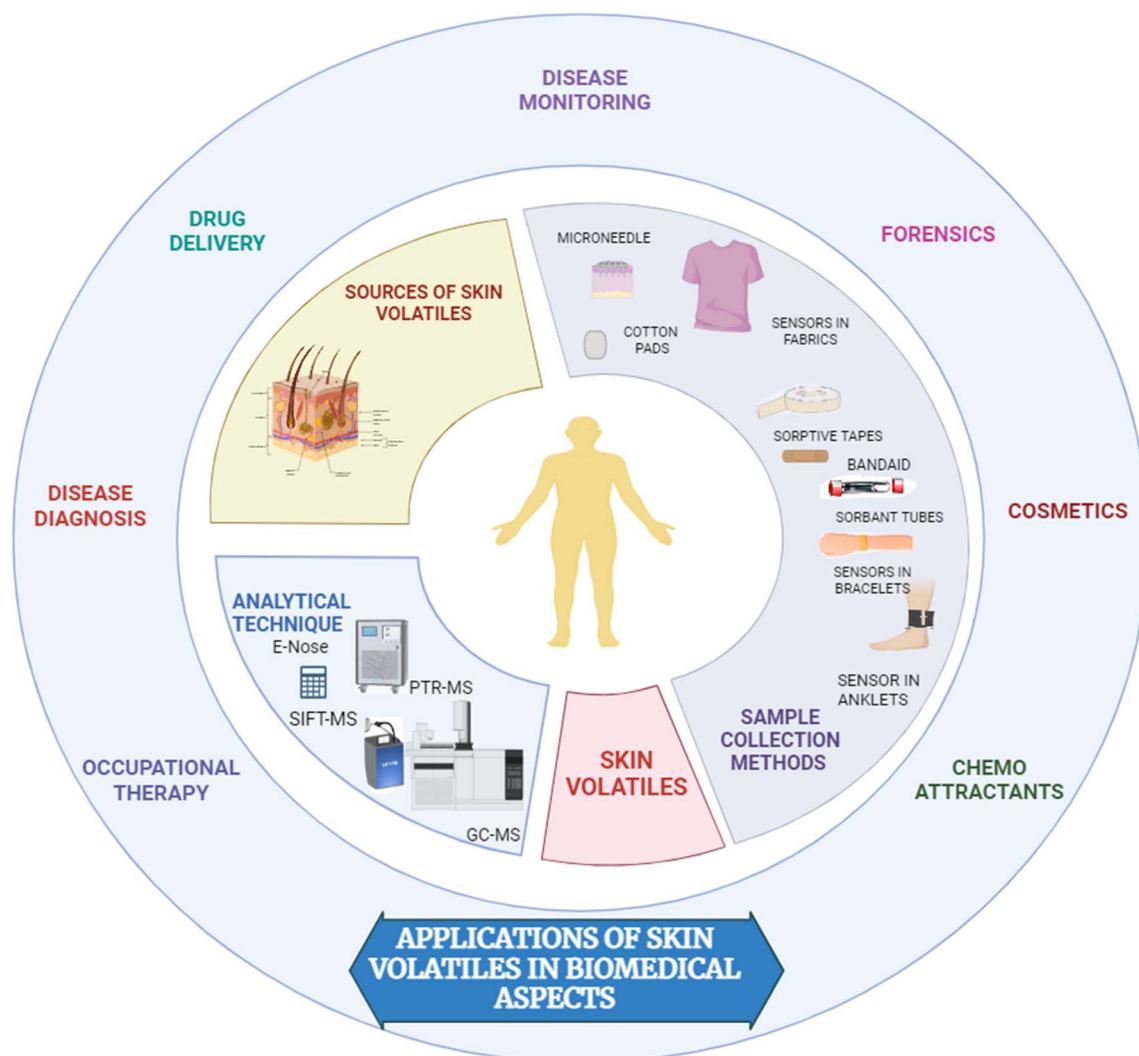 DISEASE
MONITORING
DRUG
DELIVERY
FORENSICS
MICRONEEDLE
SOURCES OF SKIN
VOLATILES
COTTON
PADS
SENSORS IN
FABRICS
SORPTIVE TAPES
BANDAID
DISEASE
DIAGNOSIS
SORBANT TUBES
COSMETICS
SENSORS IN
BRACELETS
ANALYTICAL
TECHNIQUE
E-Nose
PTR-MS
SIFT-MS
GC-MS
SENSOR IN
ANKLETS
SAMPLE
COLLECTION
METHODS
SKIN
VOLATILES
OCCUPATIONAL
THERAPY
CHEMO
ATTRACTANTS
APPLICATIONS OF SKIN
VOLATILES IN BIOMEDICAL
ASPECTS